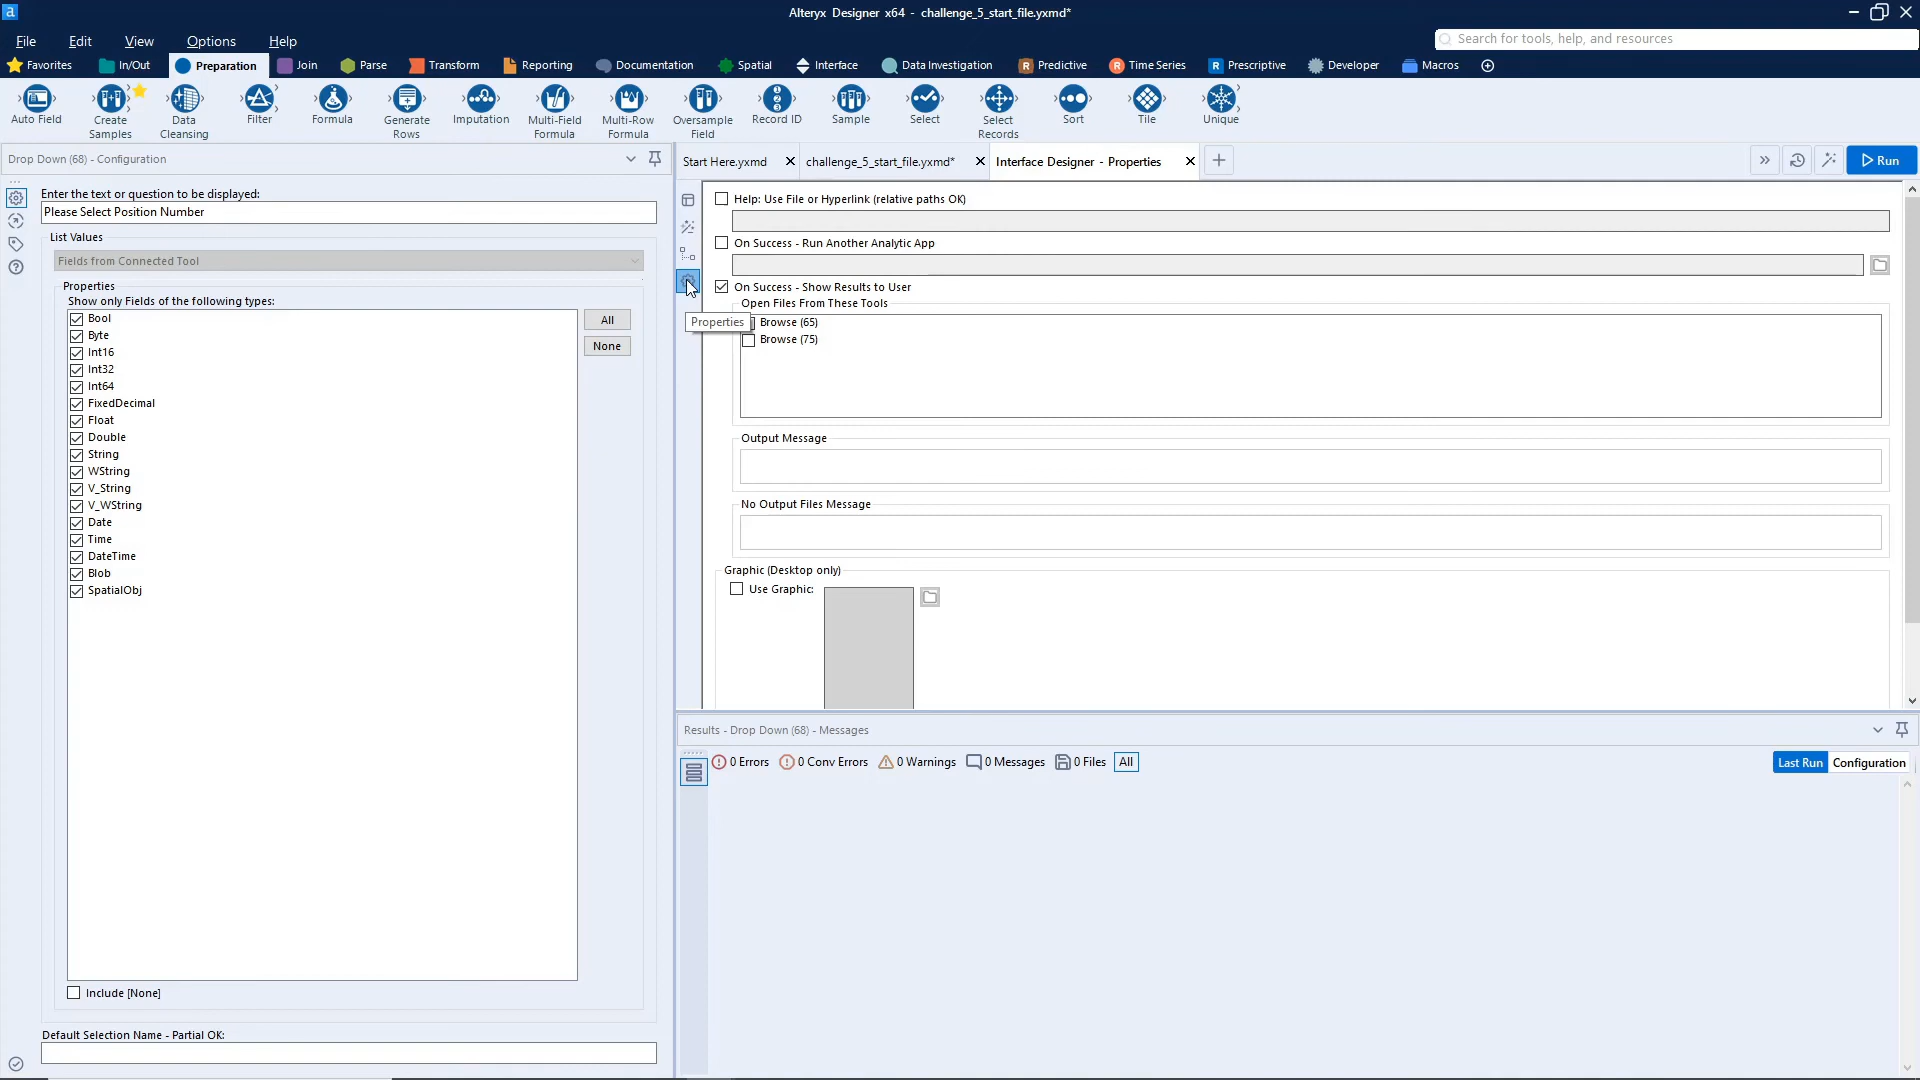 Alteryx Designer x64 - challenge_5_start_file.yxmd*
File Edit View Options Help
Search for tools, help, and resources
Favorites In/Out Preparation Join Parse Transform Reporting Documentation Spatial Interface Data Investigation Predictive Time Series Prescriptive Developer Macros
Auto Field
Create Samples
Data Cleansing
Filter
Formula
Generate Rows
Imputation
Multi-Field Formula
Multi-Row Formula
Oversample Field
Record ID
Sample
Select
Select Records
Sort
Tile
Unique
Drop Down (68) - Configuration
Enter the text or question to be displayed:
Please Select Position Number
List Values
Fields from Connected Tool
Properties
Show only Fields of the following types:
Bool
Byte
Int16
Int32
Int64
FixedDecimal
Float
Double
String
WString
V_String
V_WString
Date
Time
DateTime
Blob
SpatialObj
All
None
Include [None]
Default Selection Name - Partial OK:
Start Here.yxmd challenge_5_start_file.yxmd* Interface Designer - Properties
Run
Help: Use File or Hyperlink (relative paths OK)
On Success - Run Another Analytic App
On Success - Show Results to User
Open Files From These Tools
Properties
Browse (65)
Browse (75)
Output Message
No Output Files Message
Graphic (Desktop only)
Use Graphic:
Results - Drop Down (68) - Messages
0 Errors 0 Conv Errors 0 Warnings 0 Messages 0 Files All
Last Run Configuration